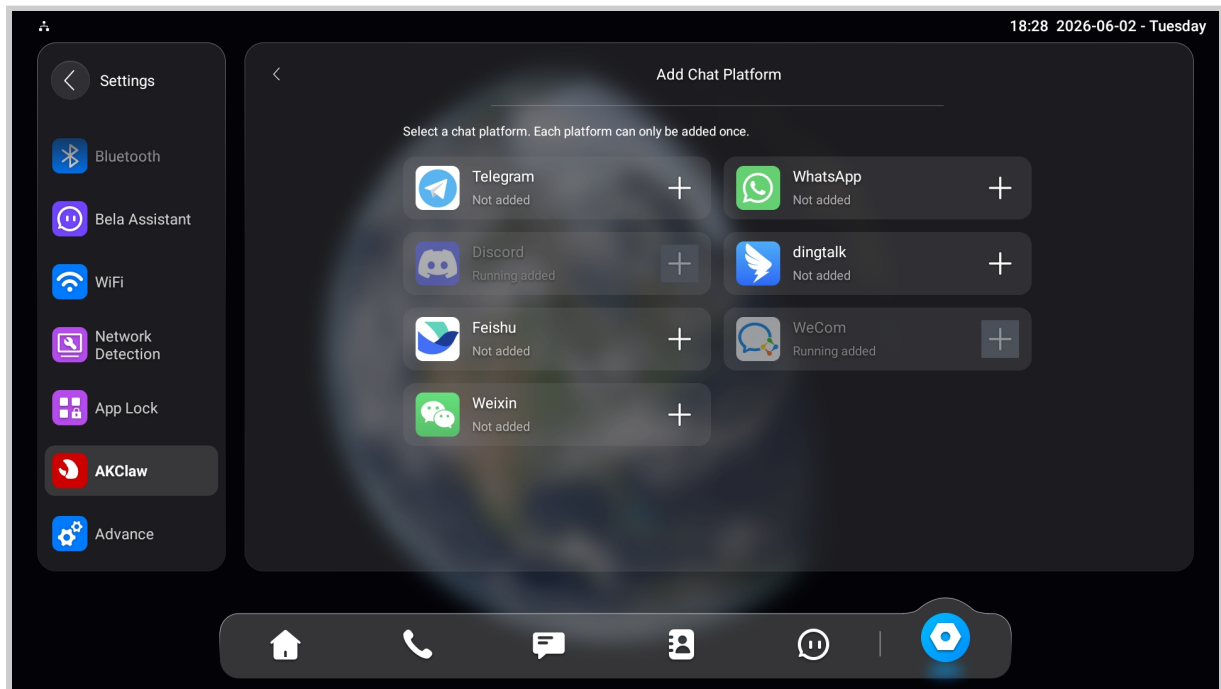 18:28 2026-06-02 - Tuesday
Settings
Bluetooth
Bela Assistant
WiFi
Network
Detection
App Lock
AKClaw
Advance
Add Chat Platform
Select a chat platform. Each platform can only be added once.
Telegram
Not added
WhatsApp
Not added
Discord
Running added
dingtalk
Not added
Feishu
Not added
WeCom
Running added
Weixin
Not added